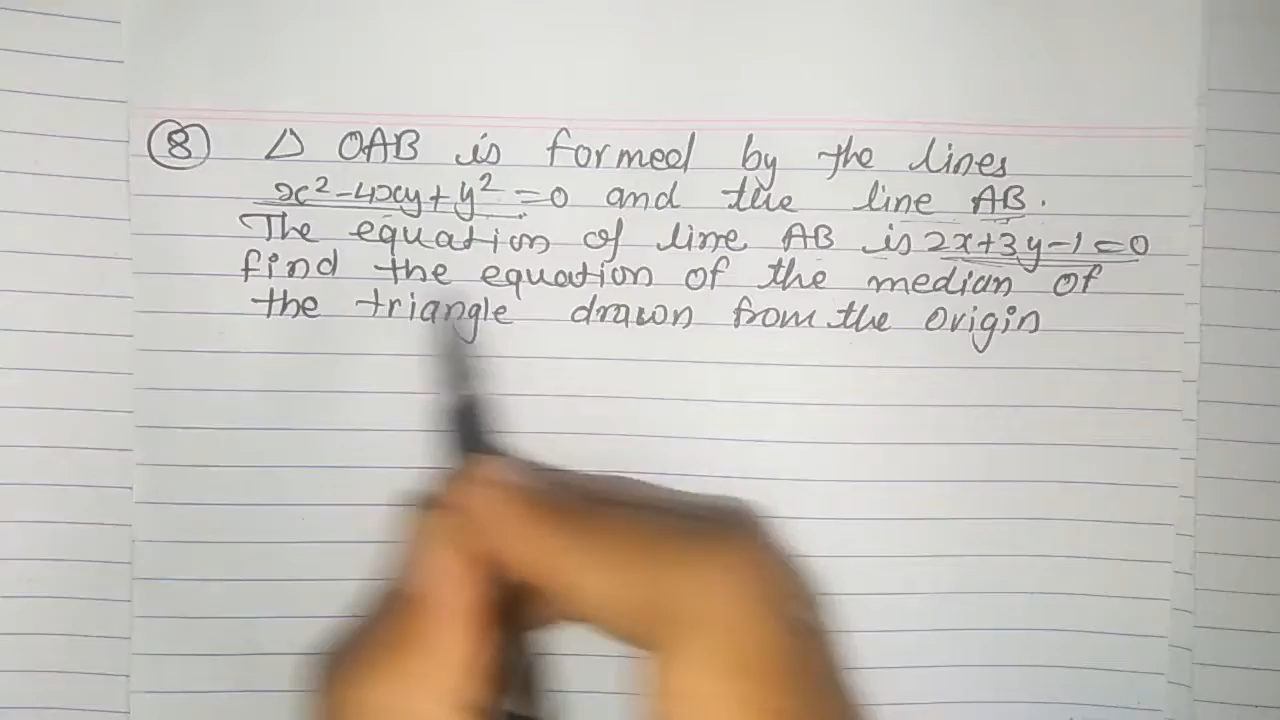 ⑧ △ OAB is formed by the lines
x²-4xy+y²=0 and the line AB.
The equation of line AB is 2x+3y-1=0
find the equation of the median of
the triangle drawn from the origin